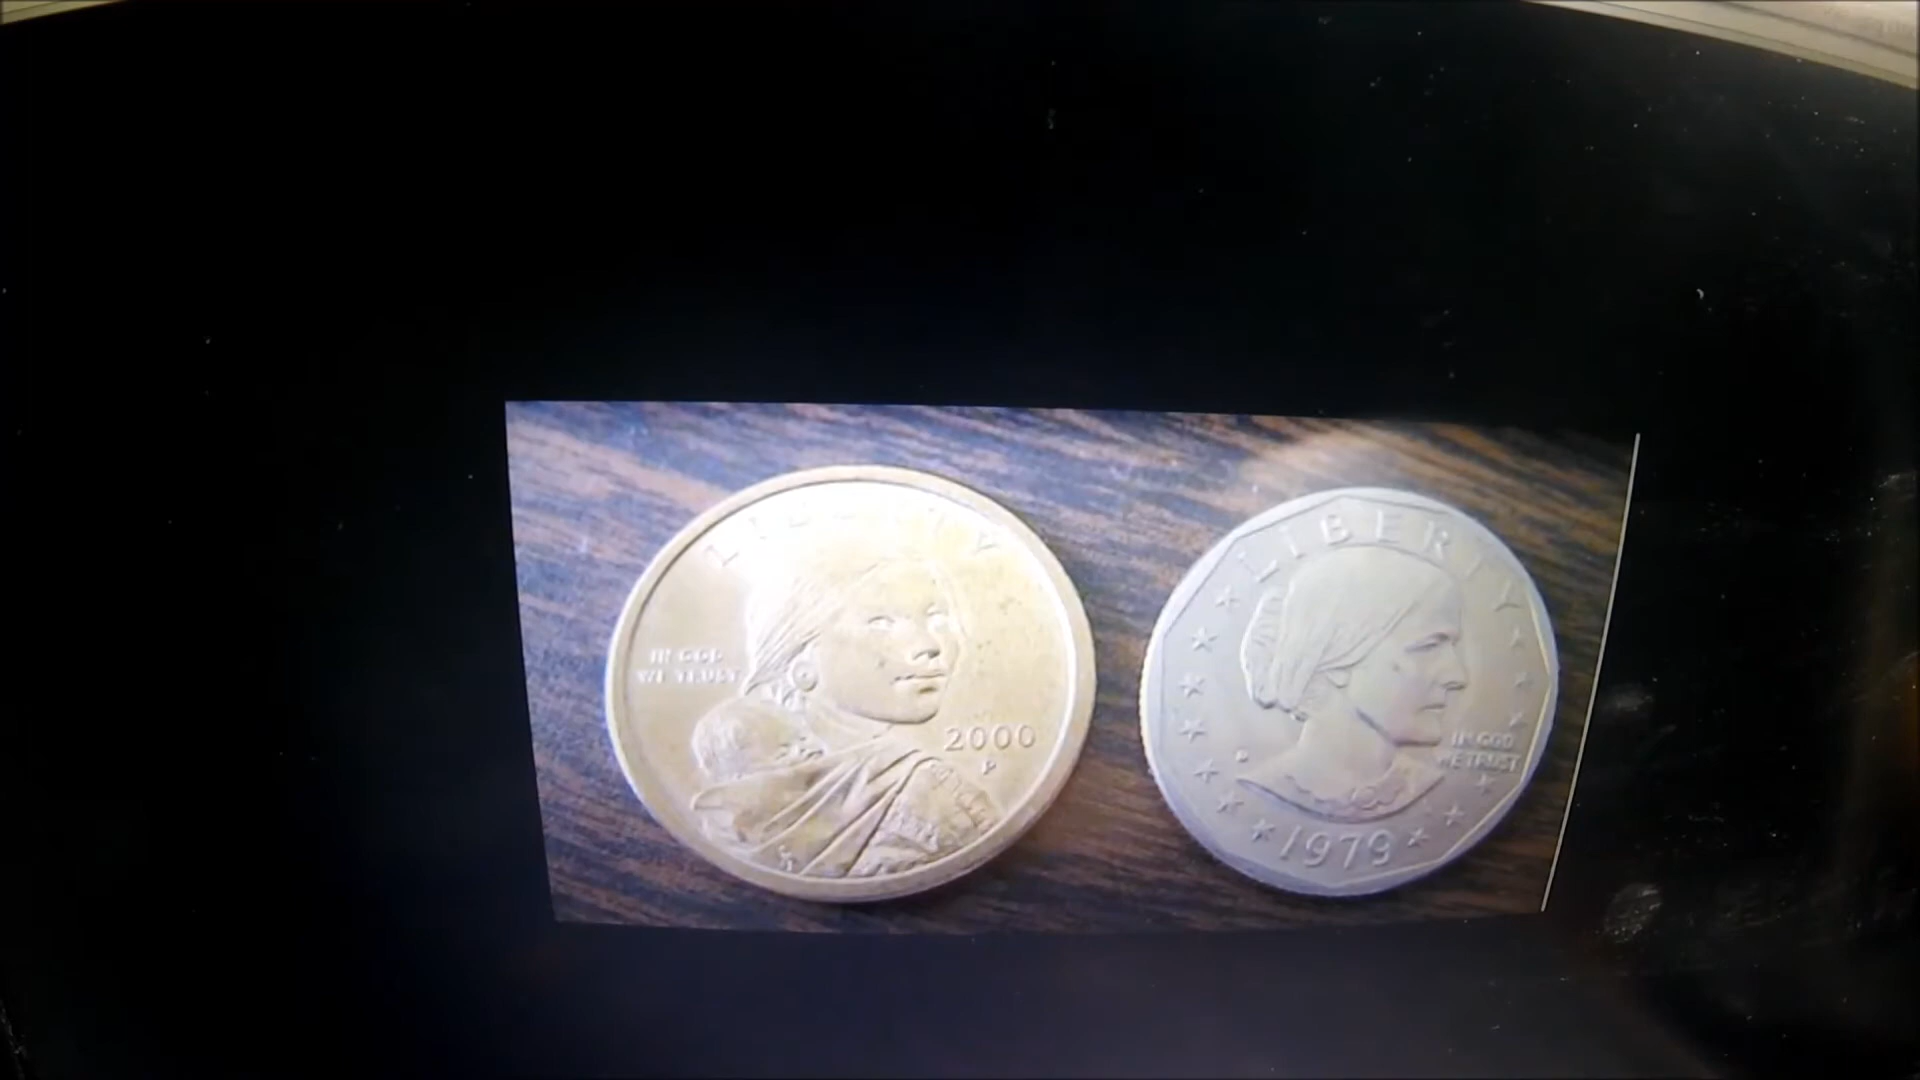 LIBERTY
IN GOD
WE TRUST
2000
P
LIBERTY
IN GOD
WE TRUST
1979